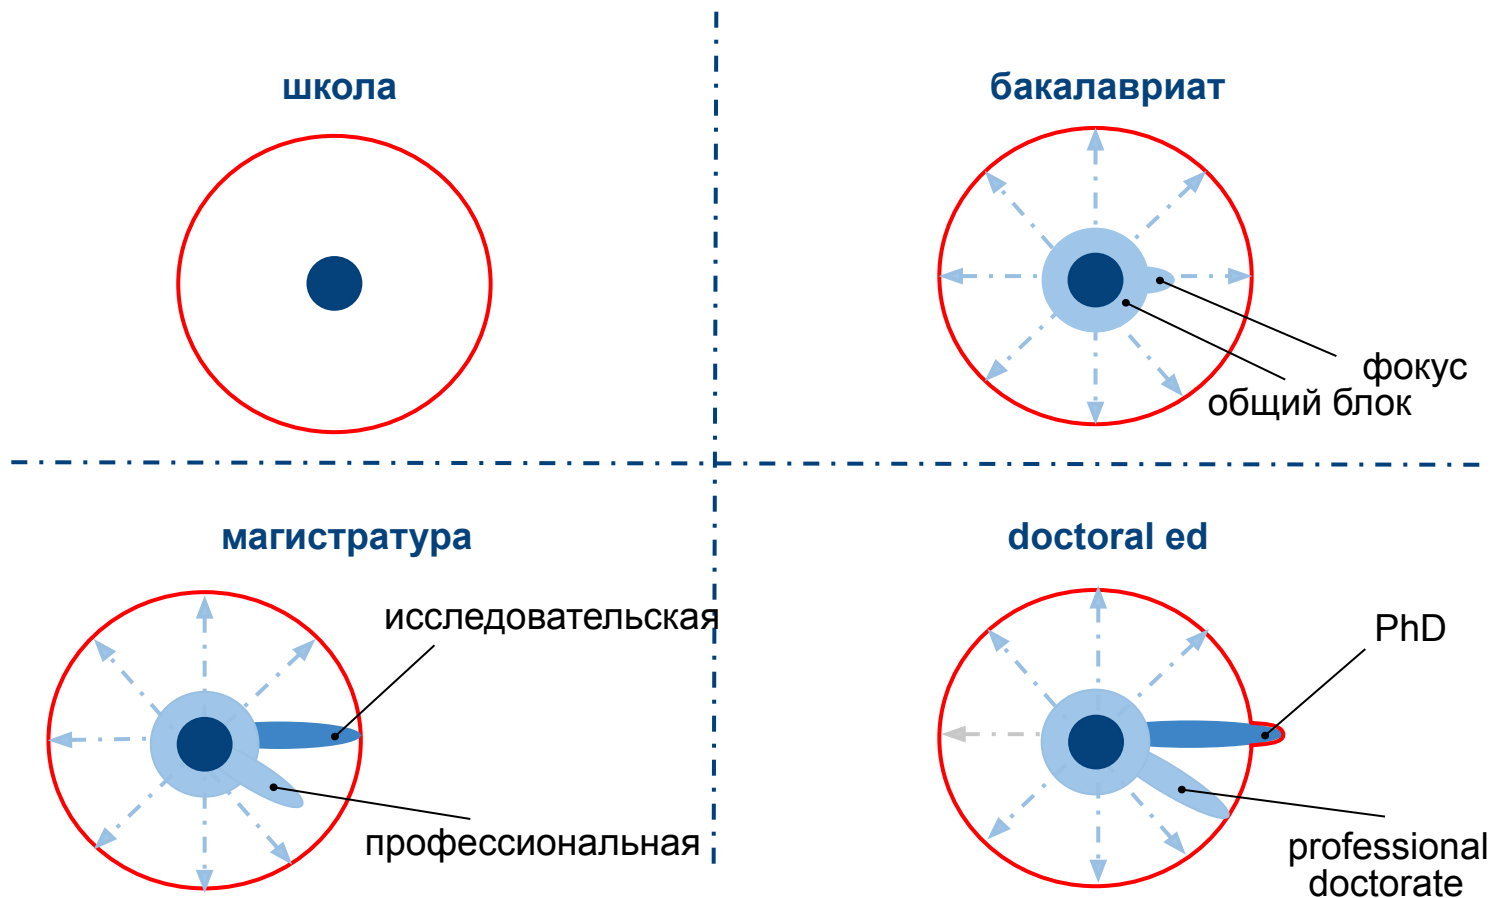 школа
бакалавриат
фокус
общий блок
магистратура
исследовательская
профессиональная
doctoral ed
PhD
professional
doctorate